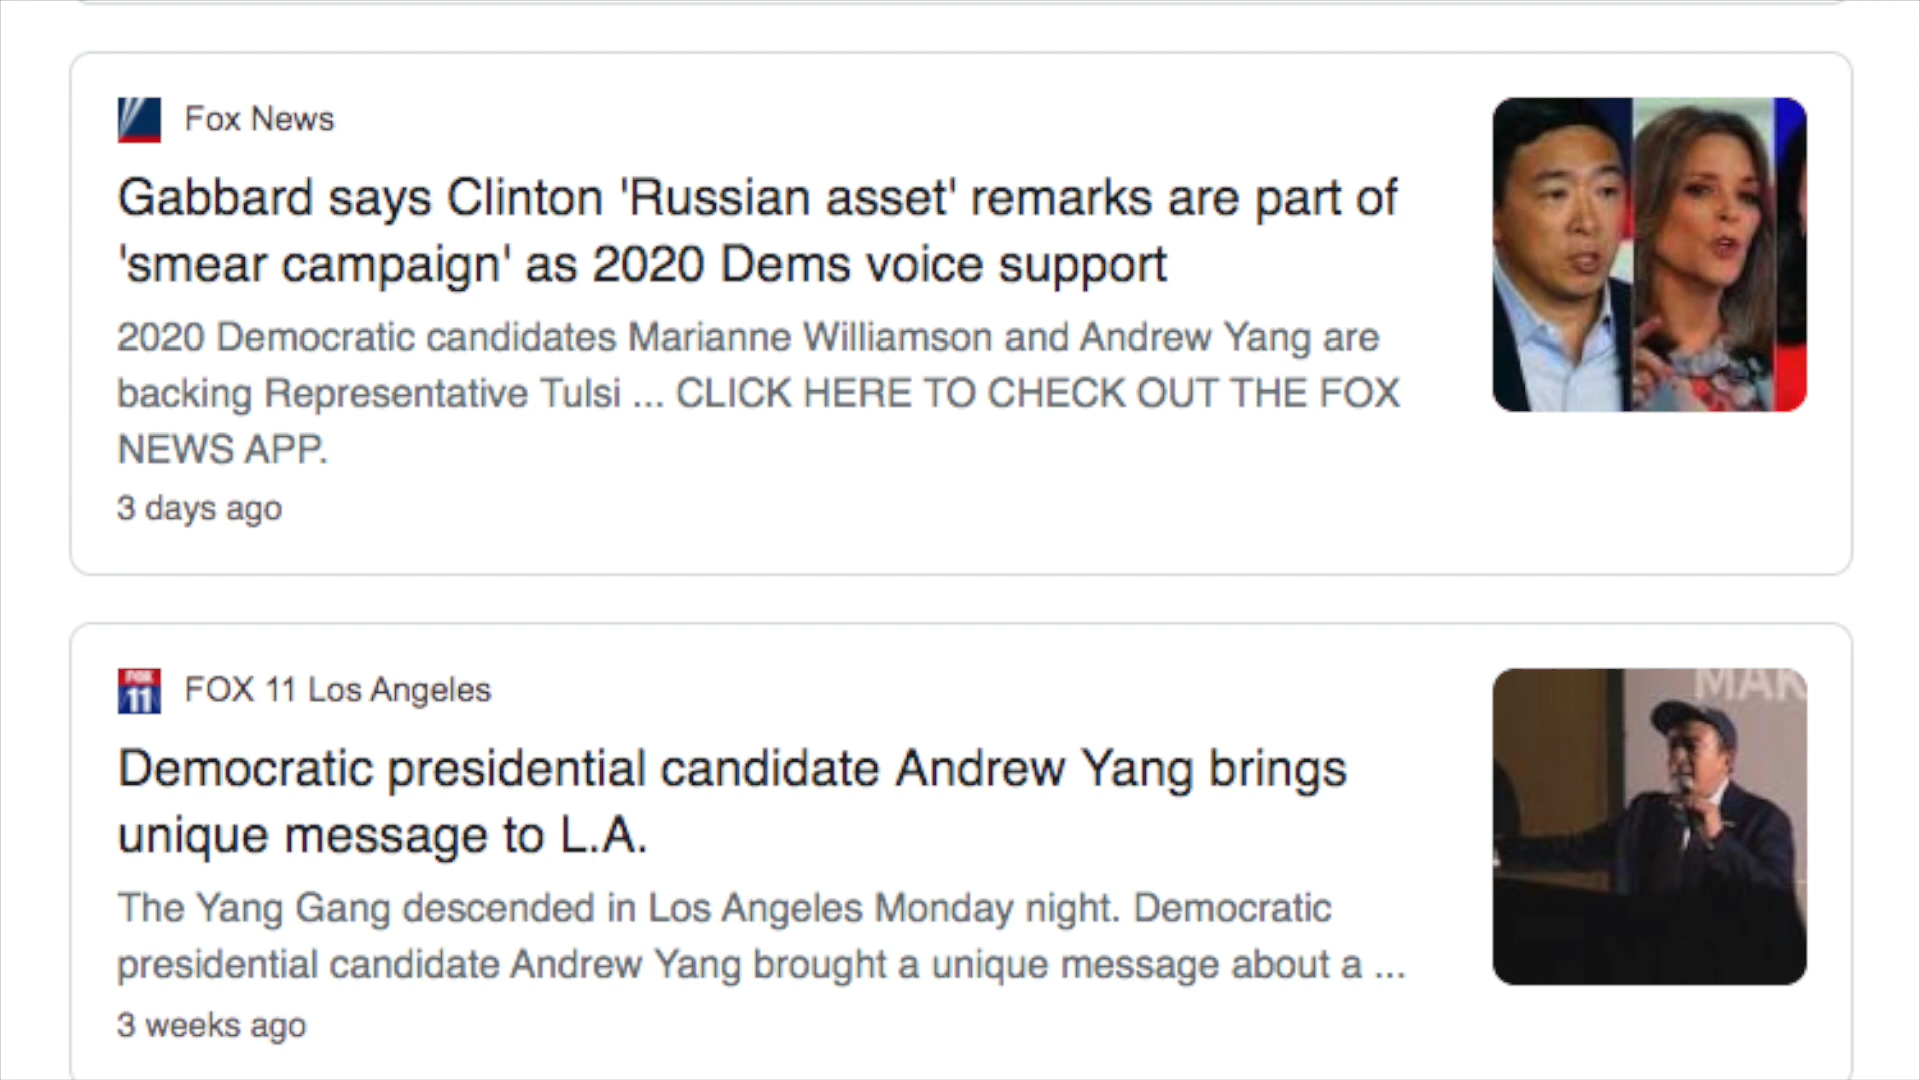 Fox News
Gabbard says Clinton 'Russian asset' remarks are part of
'smear campaign' as 2020 Dems voice support
2020 Democratic candidates Marianne Williamson and Andrew Yang are
backing Representative Tulsi ... CLICK HERE TO CHECK OUT THE FOX
NEWS APP.
3 days ago
FOX
11
FOX 11 Los Angeles
MAK
Democratic presidential candidate Andrew Yang brings
unique message to L.A.
The Yang Gang descended in Los Angeles Monday night. Democratic
presidential candidate Andrew Yang brought a unique message about a ...
3 weeks ago